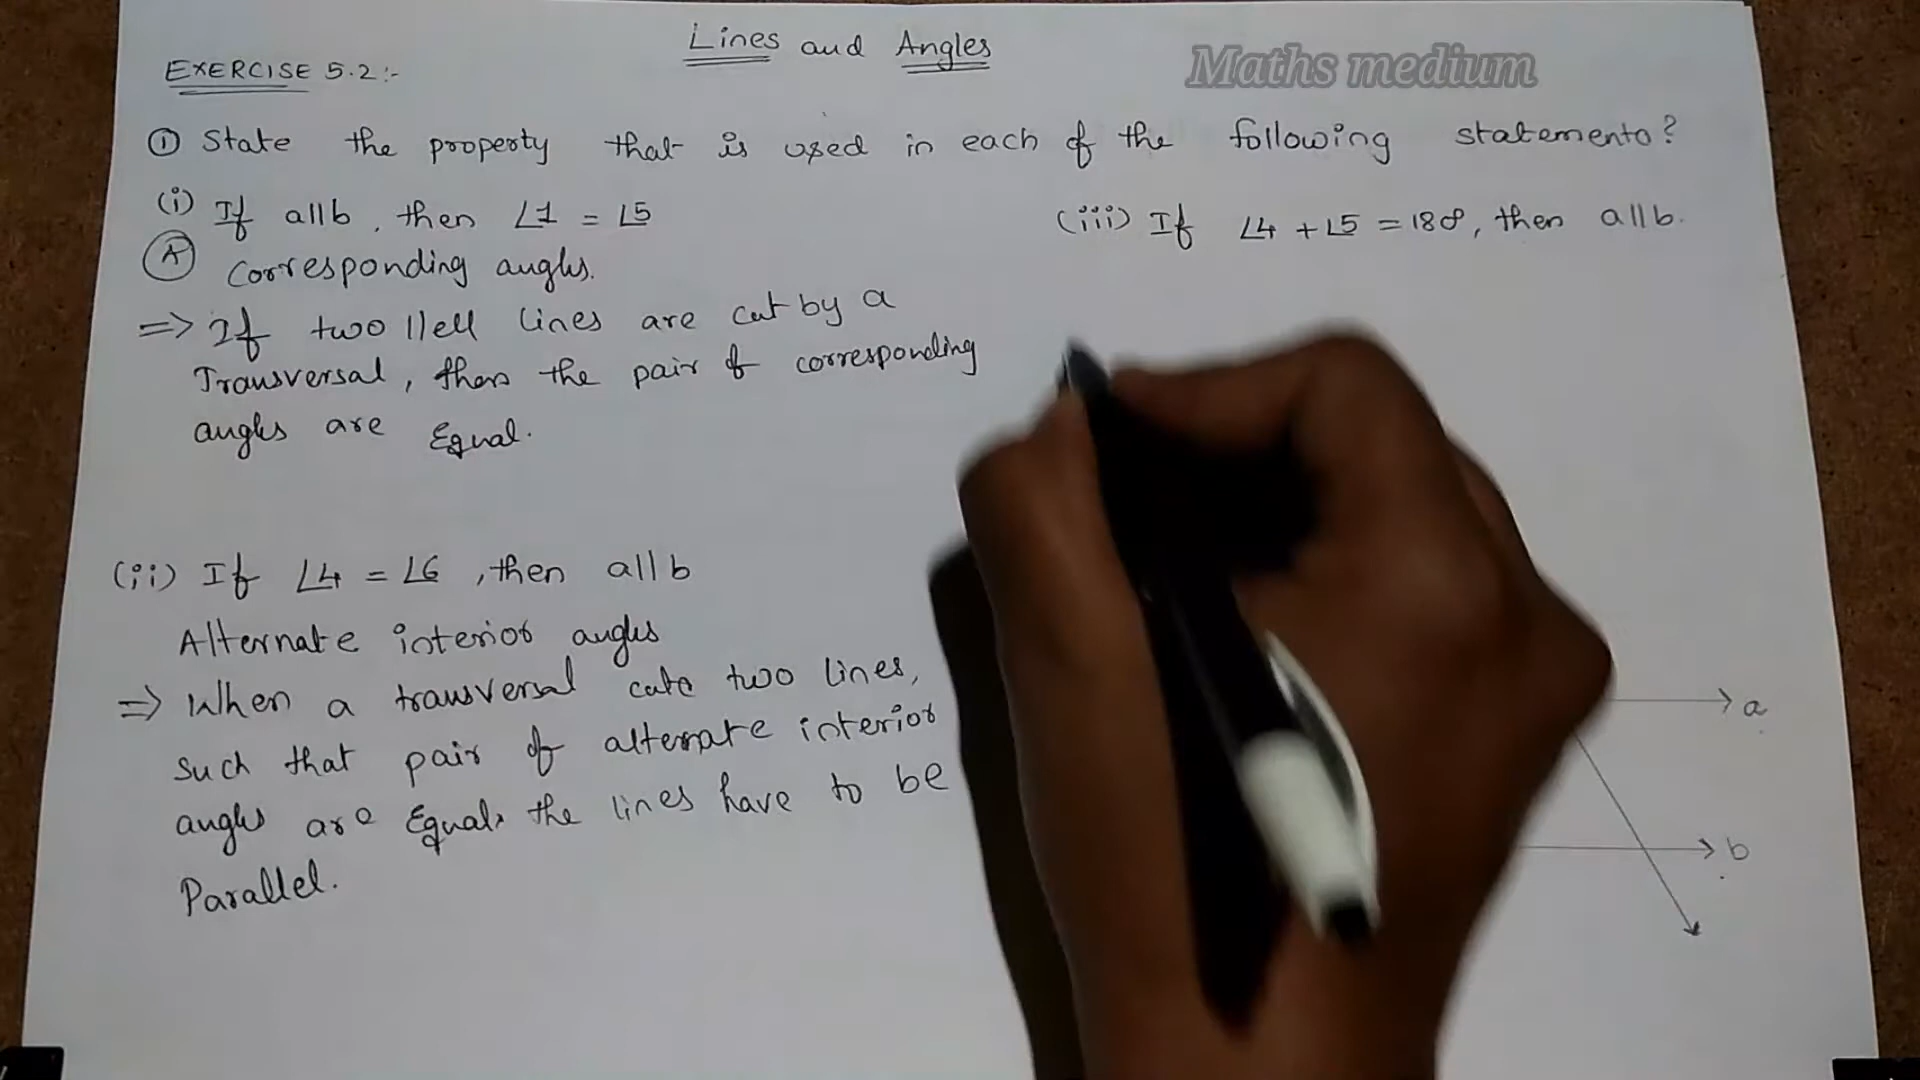 Lines and Angles
Maths medium
EXERCISE 5.2:-
① State the property that is used in each of the following statements?
(i) If a||b, then ∠1 = ∠5
Ⓐ Corresponding angles.
=> If two ||ell lines are cut by a
Transversal, then the pair of corresponding
angles are Equal.
(ii) If ∠4 = ∠6, then a||b
Alternate interior angles
=> When a transversal cuts two lines,
Such that pair of alternate interior
angles are Equal, the lines have to be
Parallel.
(iii) If ∠4 + ∠5 = 180, then a||b.
a
b